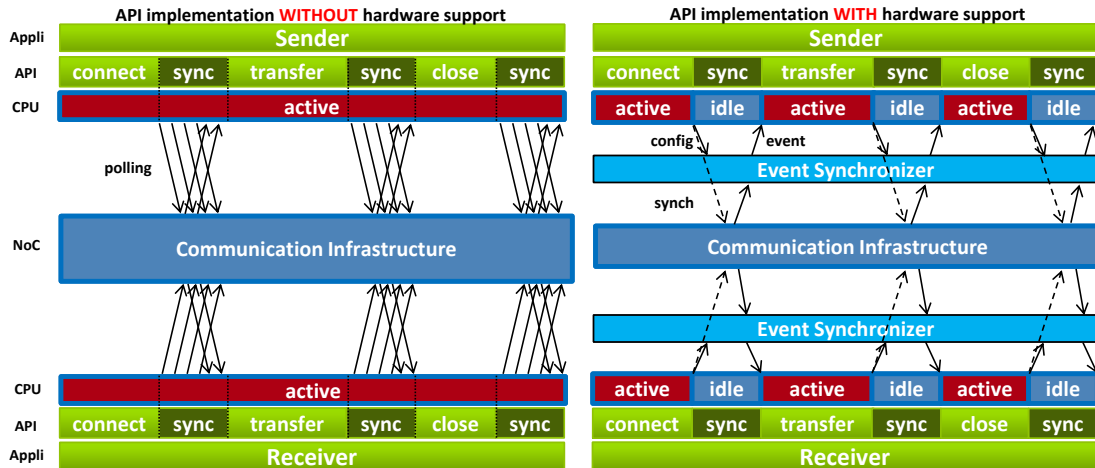 API implementation WITHOUT hardware support
Appli Sender
API connect sync transfer sync close sync
CPU active
polling
NoC Communication Infrastructure
CPU active
API connect sync transfer sync close sync
Appli Receiver
API implementation WITH hardware support
Sender
connect sync transfer sync close sync
active idle active idle active idle
config event
Event Synchronizer
synch
Communication Infrastructure
Event Synchronizer
active idle active idle active idle
connect sync transfer sync close sync
Receiver